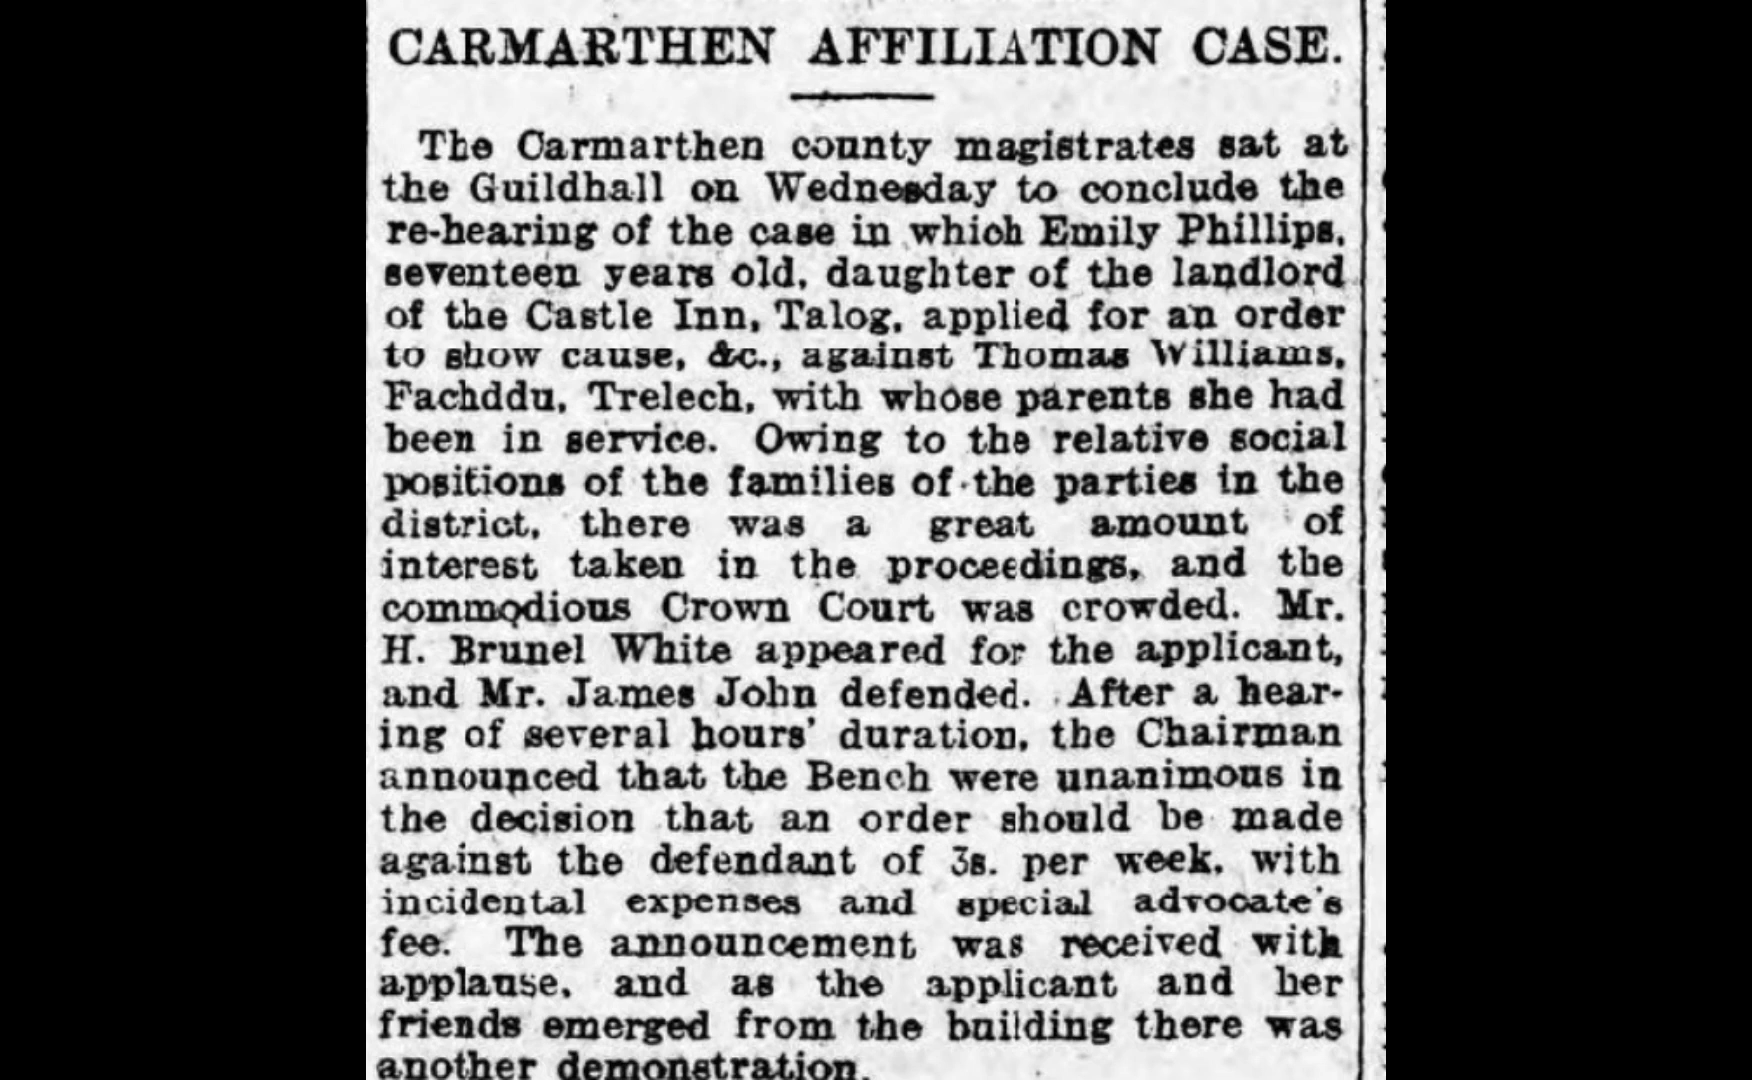 CARMARTHEN AFFILIATION CASE.
The Carmarthen county magistrates sat at
the Guildhall on Wednesday to conclude the
re-hearing of the case in which Emily Phillips,
seventeen years old, daughter of the landlord
of the Castle Inn, Talog, applied for an order
to show cause, &c., against Thomas Williams,
Fachddu, Trelech, with whose parents she had
been in service. Owing to the relative social
positions of the families of the parties in the
district, there was a great amount of
interest taken in the proceedings, and the
commodious Crown Court was crowded. Mr.
H. Brunel White appeared for the applicant,
and Mr. James John defended. After a hear-
ing of several hours' duration, the Chairman
announced that the Bench were unanimous in
the decision that an order should be made
against the defendant of 3s. per week, with
incidental expenses and special advocate's
fee. The announcement was received with
applause, and as the applicant and her
friends emerged from the building there was
another demonstration.